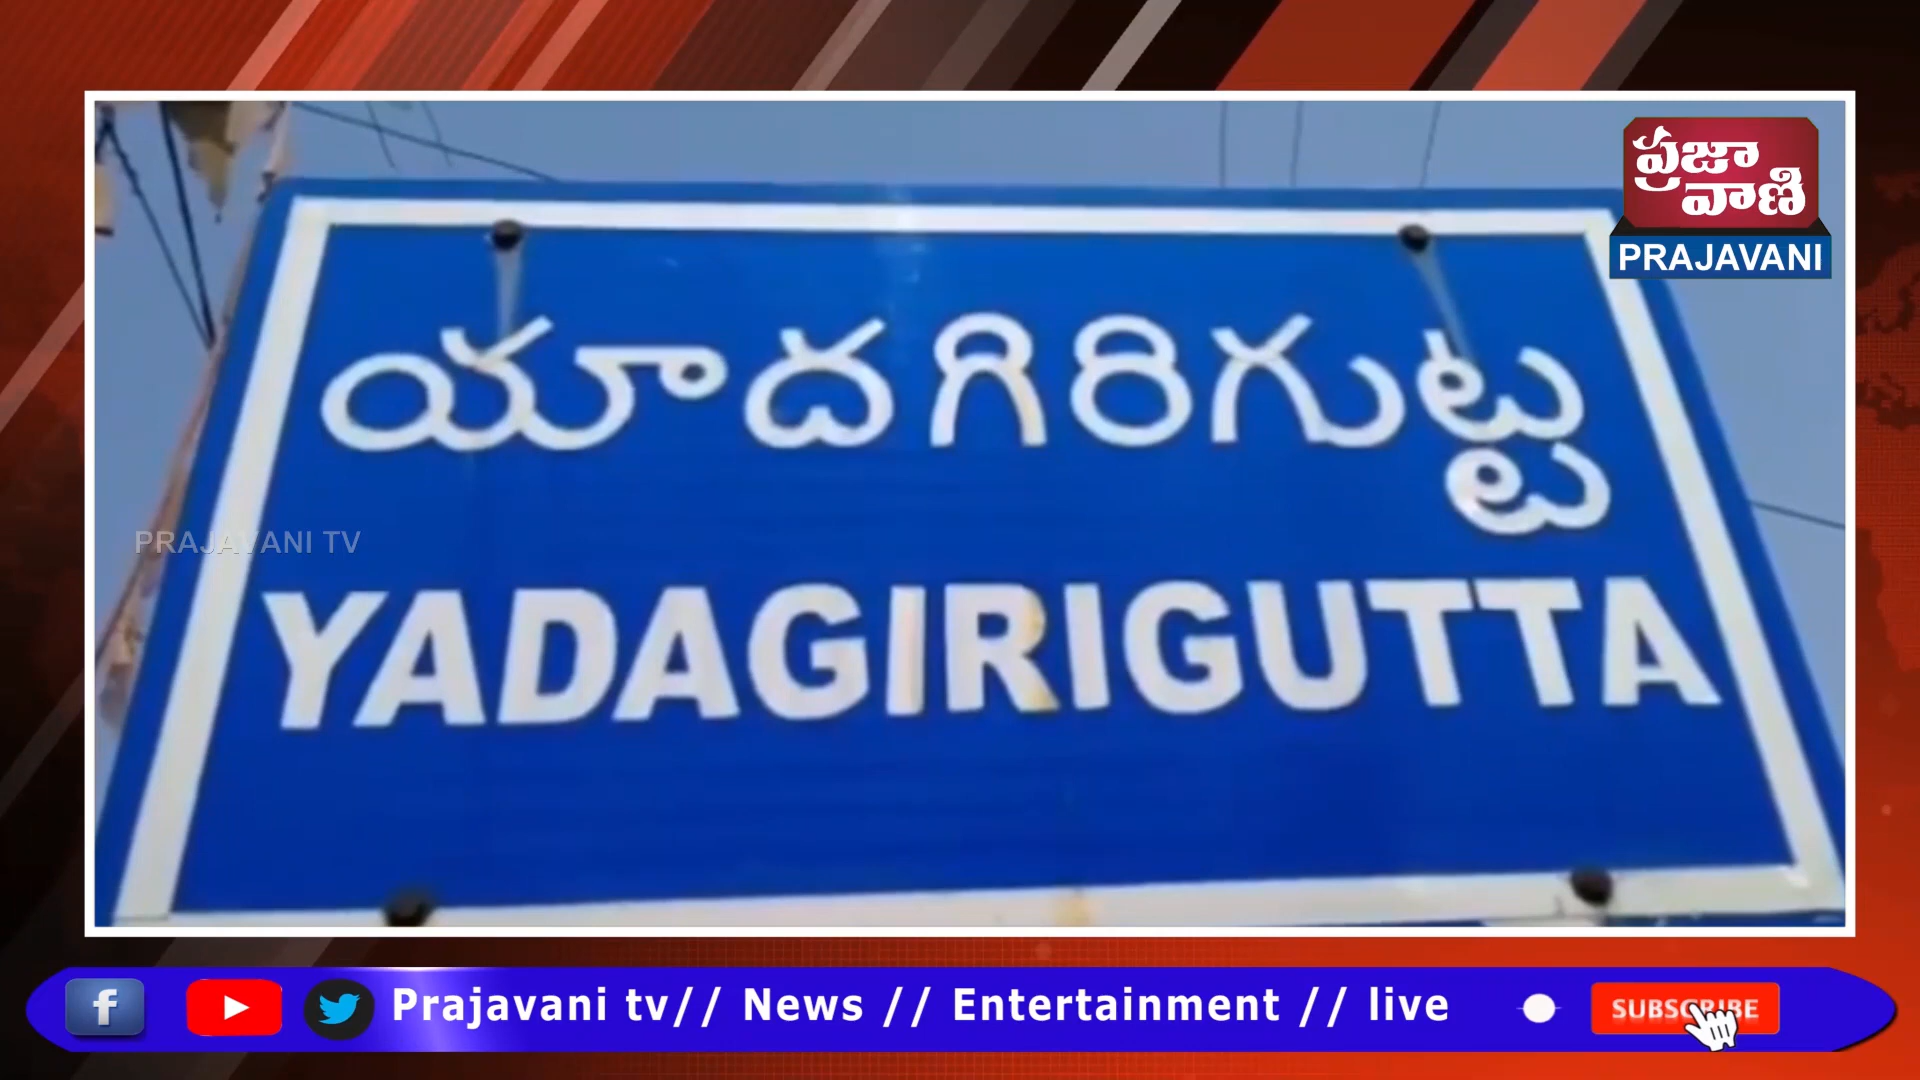 ప్రజా
వాణి
PRAJAVANI
యాదగిరిగుట్ట
PRAJAVANI TV
YADAGIRIGUTTA
Prajavani tv// News // Entertainment // live
SUBSCRIBE